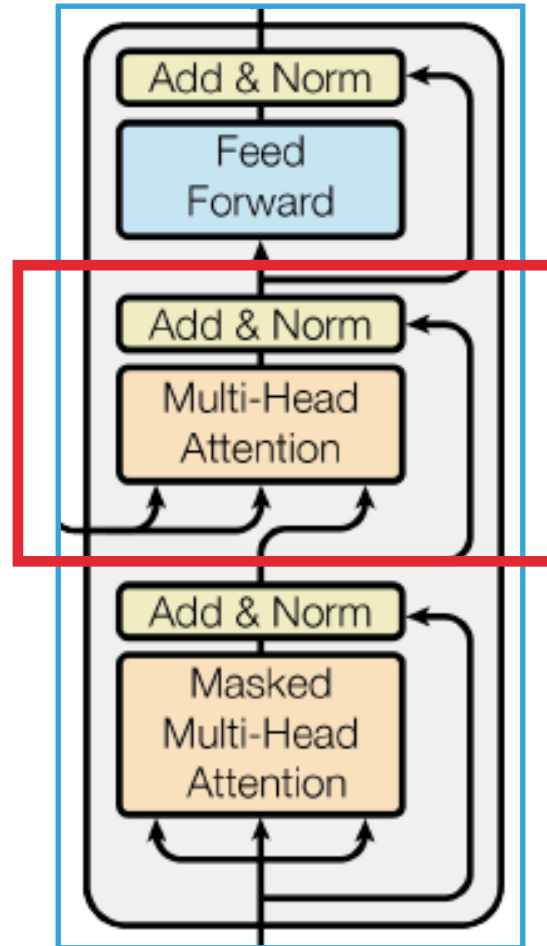 Add & Norm
Feed
Forward
Add & Norm
Multi-Head
Attention
Add & Norm
Masked
Multi-Head
Attention